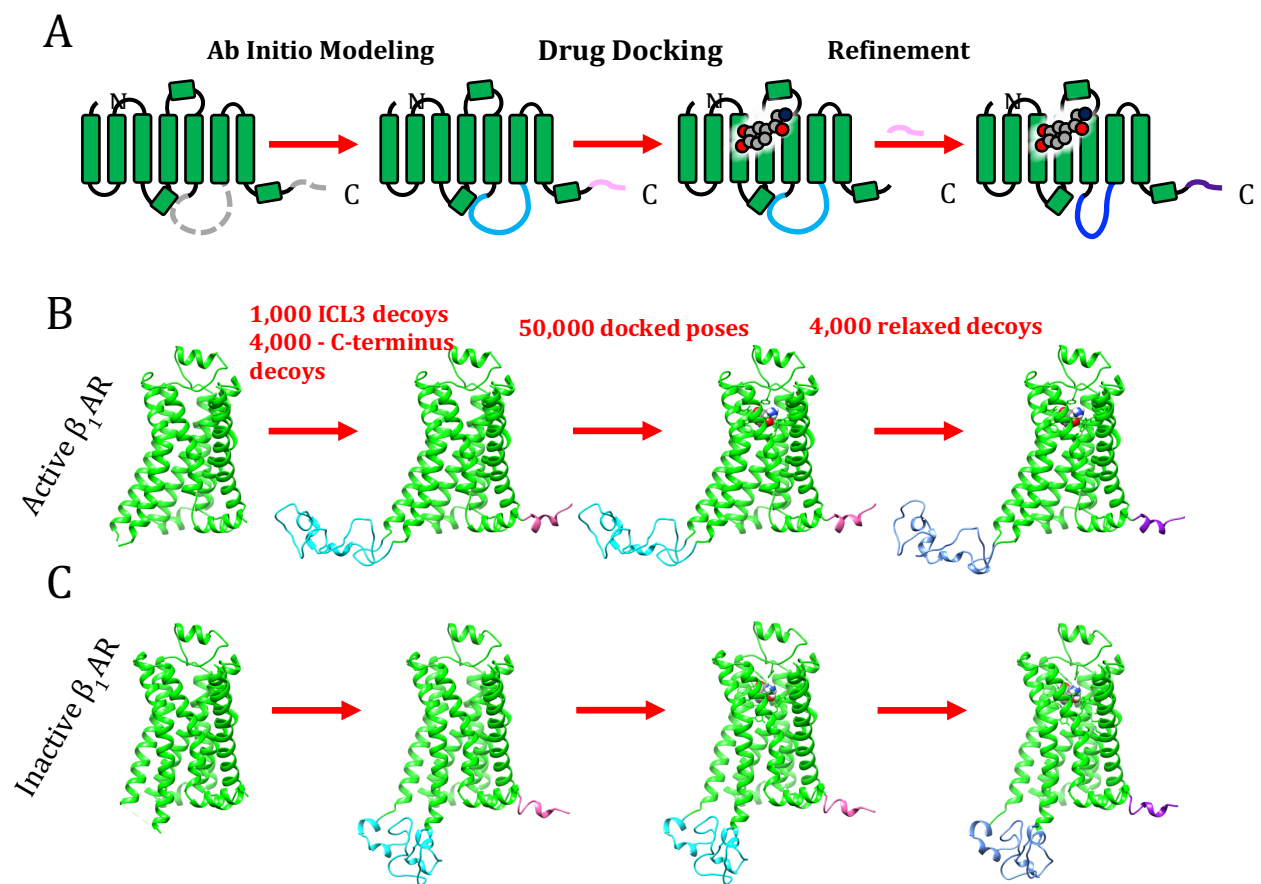 A
Ab Initio Modeling
Drug Docking
Refinement
N
C
N
C
N
C
B
1,000 ICL3 decoys
4,000 - C-terminus
decoys
50,000 docked poses
4,000 relaxed decoys
Active β₁AR
C
Inactive β₁AR